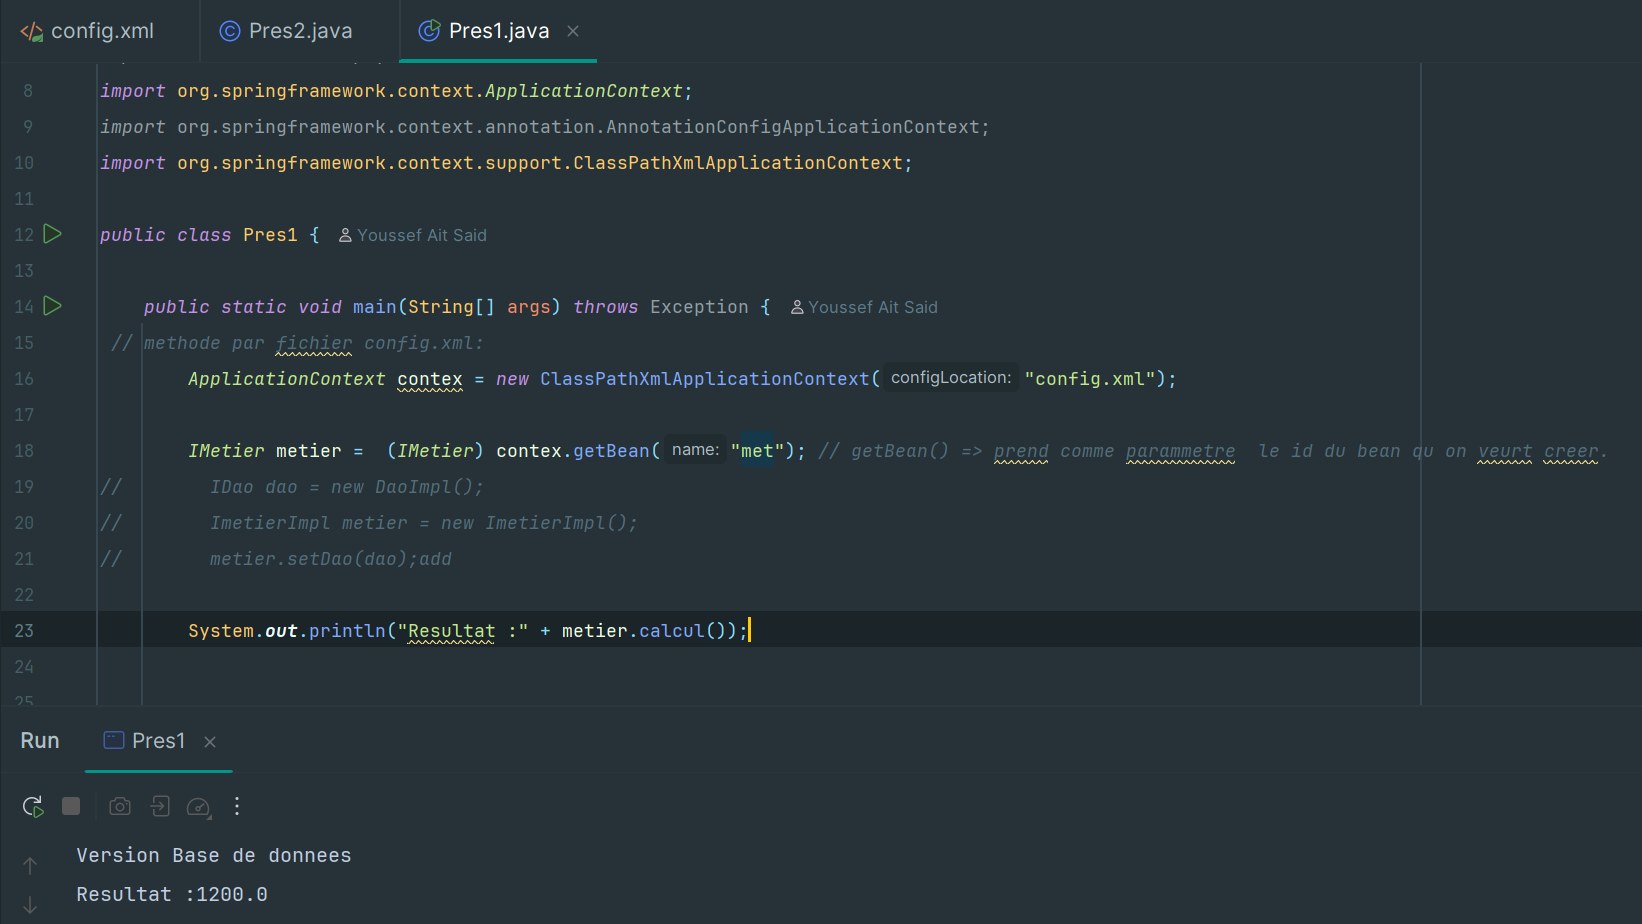 config.xml
Pres2.java
Pres1.java
8 import org.springframework.context.ApplicationContext;
9 import org.springframework.context.annotation.AnnotationConfigApplicationContext;
10 import org.springframework.context.support.ClassPathXmlApplicationContext;
11
12 public class Pres1 { Youssef Ait Said
13
14 public static void main(String[] args) throws Exception { Youssef Ait Said
15 // methode par fichier config.xml:
16 ApplicationContext contex = new ClassPathXmlApplicationContext( configLocation: "config.xml");
17
18 IMetier metier =  (IMetier) contex.getBean( name: "met"); // getBean() => prend comme parammetre  le id du bean qu on veurt creer.
19 //        IDao dao = new DaoImpl();
20 //        ImetierImpl metier = new ImetierImpl();
21 //        metier.setDao(dao);add
22
23 System.out.println("Resultat :" + metier.calcul());
24
25
Run
Pres1
Version Base de donnees
Resultat :1200.0